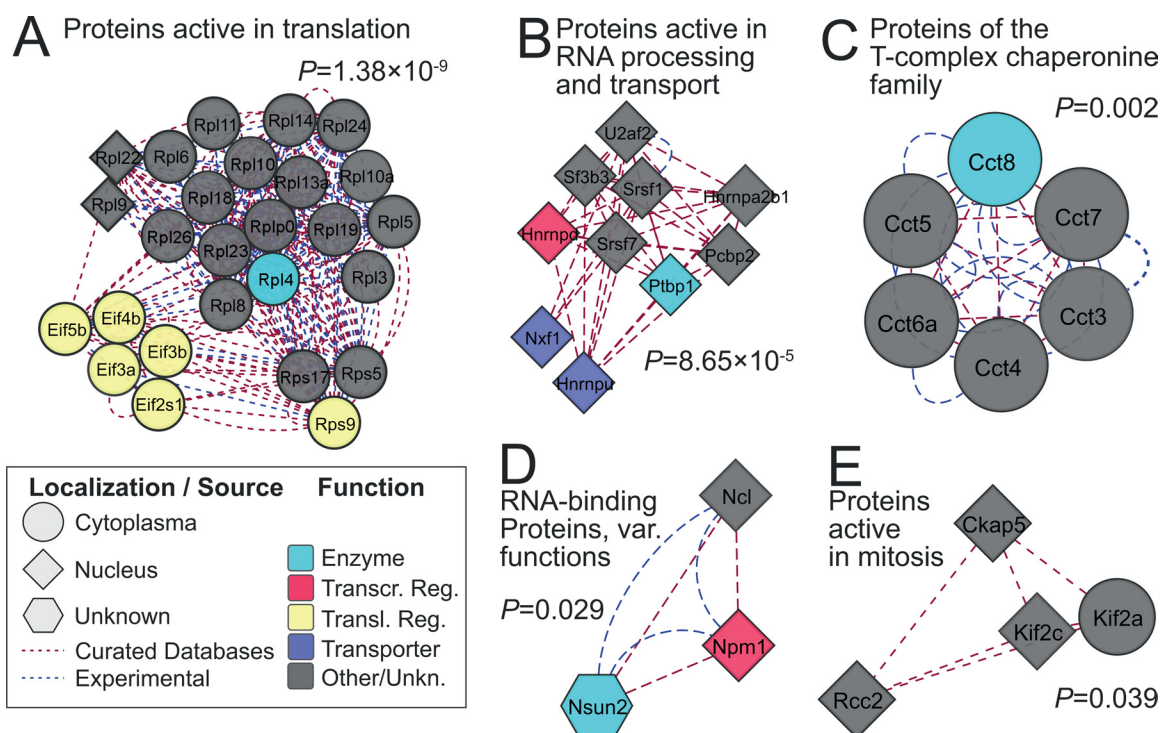 A Proteins active in translation
P=1.38×10-9
Rpl11
Rpl14
Rpl24
Rpl22
Rpl6
Rpl10
Rpl13a
Rpl10a
Rpl9
Rpl18
Rpl26
Rplp0
Rpl19
Rpl5
Rpl23
Rpl4
Rpl3
Rpl8
Eif5b
Eif4b
Eif3b
Eif3a
Eif2s1
Rps17
Rps5
Rps9
B Proteins active in
RNA processing
and transport
U2af2
Sf3b3
Srsf1
Hnrnpa2b1
Srsf7
Pcbp2
Ptbp1
Nxf1
Hnrnpu
P=8.65×10-5
C Proteins of the
T-complex chaperonine
family
P=0.002
Cct8
Cct5
Cct7
Cct6a
Cct3
Cct4
Localization / Source
Cytoplasma
Nucleus
Unknown
Curated Databases
Experimental
Function
Enzyme
Transcr. Reg.
Transl. Reg.
Transporter
Other/Unkn.
D
RNA-binding
Proteins, var.
functions
P=0.029
Ncl
Npm1
Nsun2
E
Proteins
active
in mitosis
Ckap5
Kif2c
Kif2a
Rcc2
P=0.039